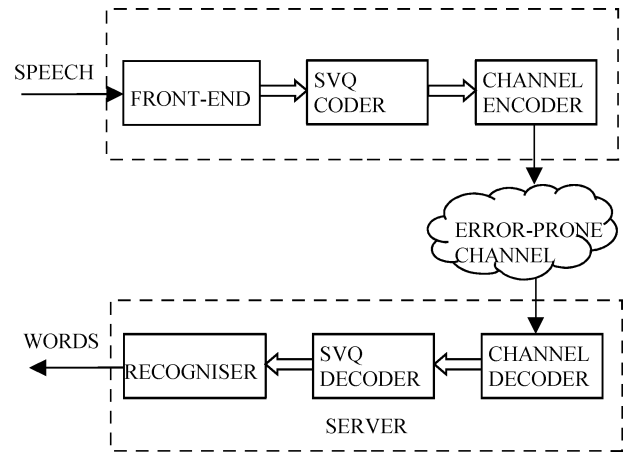 SPEECH
FRONT-END
SVQ
CODER
CHANNEL
ENCODER
ERROR-PRONE
CHANNEL
WORDS
RECOGNISER
SVQ
DECODER
CHANNEL
DECODER
SERVER